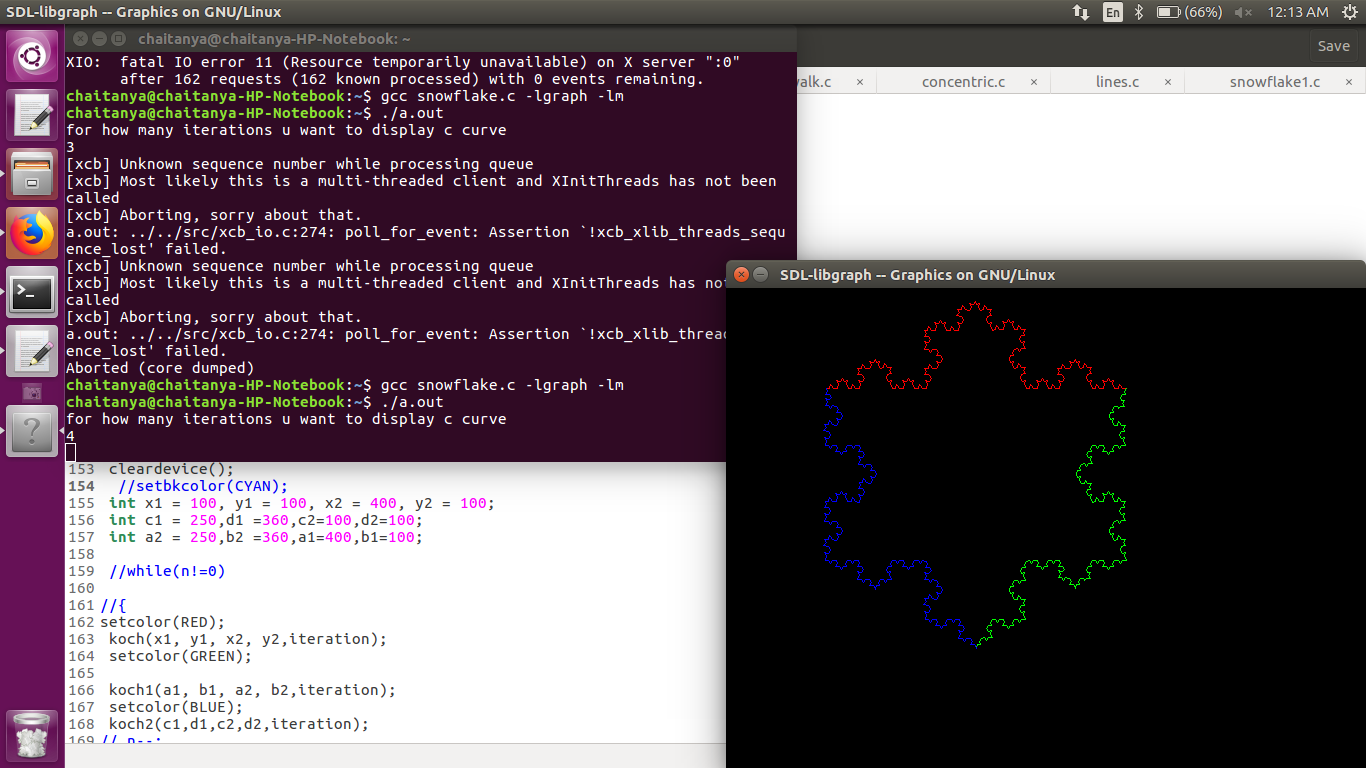 SDL-libgraph -- Graphics on GNU/Linux
En (66%) 12:13 AM
chaitanya@chaitanya-HP-Notebook: ~
Save
XIO:  fatal IO error 11 (Resource temporarily unavailable) on X server ":0"
      after 162 requests (162 known processed) with 0 events remaining.
chaitanya@chaitanya-HP-Notebook:~$ gcc snowflake.c -lgraph -lm
chaitanya@chaitanya-HP-Notebook:~$ ./a.out
for how many iterations u want to display c curve
3
[xcb] Unknown sequence number while processing queue
[xcb] Most likely this is a multi-threaded client and XInitThreads has not been
called
[xcb] Aborting, sorry about that.
a.out: ../../src/xcb_io.c:274: poll_for_event: Assertion `!xcb_xlib_threads_sequ
ence_lost' failed.
[xcb] Unknown sequence number while processing queue
[xcb] Most likely this is a multi-threaded client and XInitThreads has not
called
[xcb] Aborting, sorry about that.
a.out: ../../src/xcb_io.c:274: poll_for_event: Assertion `!xcb_xlib_threa
ence_lost' failed.
Aborted (core dumped)
chaitanya@chaitanya-HP-Notebook:~$ gcc snowflake.c -lgraph -lm
chaitanya@chaitanya-HP-Notebook:~$ ./a.out
for how many iterations u want to display c curve
4
alk.c × concentric.c × lines.c × snowflake1.c ×
SDL-libgraph -- Graphics on GNU/Linux
153 cleardevice();
154 //setbkcolor(CYAN);
155 int x1 = 100, y1 = 100, x2 = 400, y2 = 100;
156 int c1 = 250,d1 =360,c2=100,d2=100;
157 int a2 = 250,b2 =360,a1=400,b1=100;
158
159 //while(n!=0)
160
161 //{
162 setcolor(RED);
163 koch(x1, y1, x2, y2,iteration);
164 setcolor(GREEN);
165
166 koch1(a1, b1, a2, b2,iteration);
167 setcolor(BLUE);
168 koch2(c1,d1,c2,d2,iteration);
169 // n--;